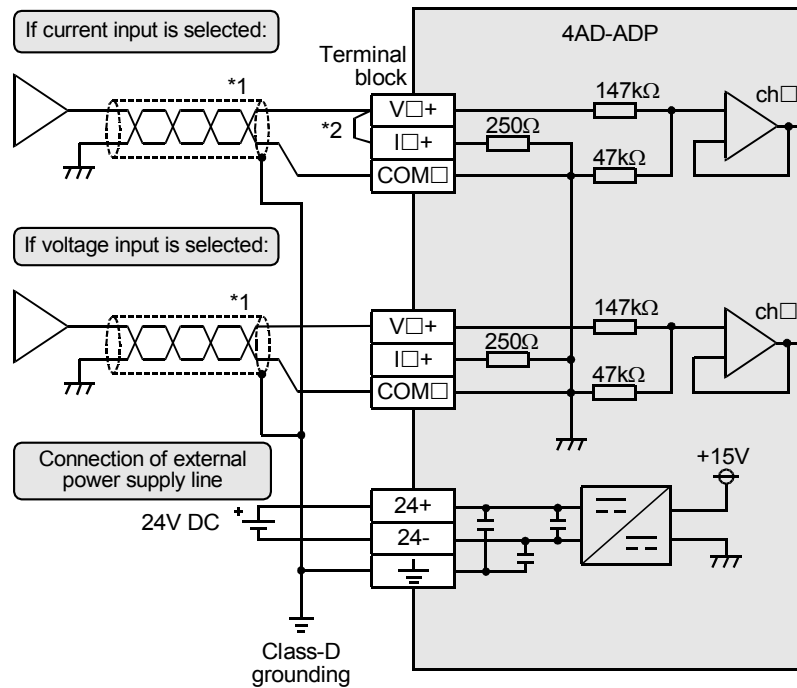 If current input is selected:
4AD-ADP
Terminal
block
*1
147kΩ
ch□
V□+
*2
250Ω
I□+
47kΩ
COM□
If voltage input is selected:
*1
147kΩ
ch□
V□+
250Ω
I□+
47kΩ
COM□
Connection of external
power supply line
+15V
24+
24V DC
+
24-
Class-D
grounding